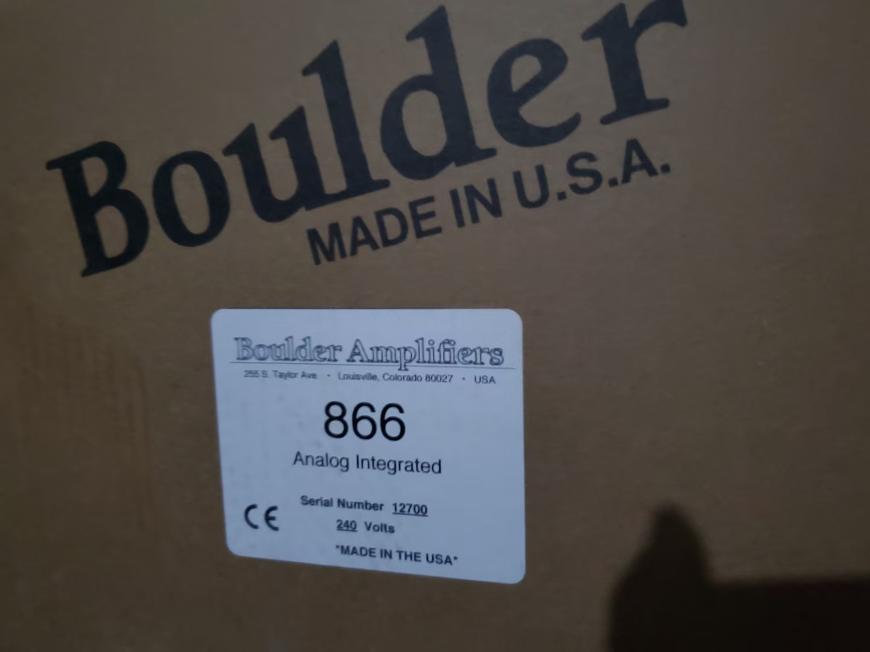 Boulder
MADE IN U.S.A.
Boulder Amplifiers
255 S. Taylor Ave. • Louisville, Colorado 80027 • USA
866
Analog Integrated
CE Serial Number 12700
240 Volts
"MADE IN THE USA"